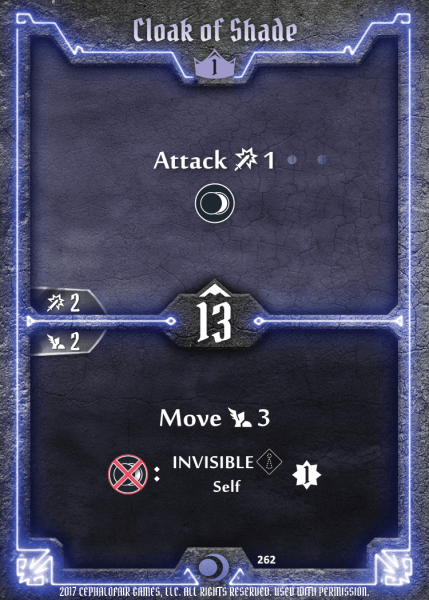 Cloak of Shade
1
Attack 1
2
13
2
Move 3
: INVISIBLE
Self
1
262
2017 CEPHALOFAIR GAMES, LLC. ALL RIGHTS RESERVED. USED WITH PERMISSION.